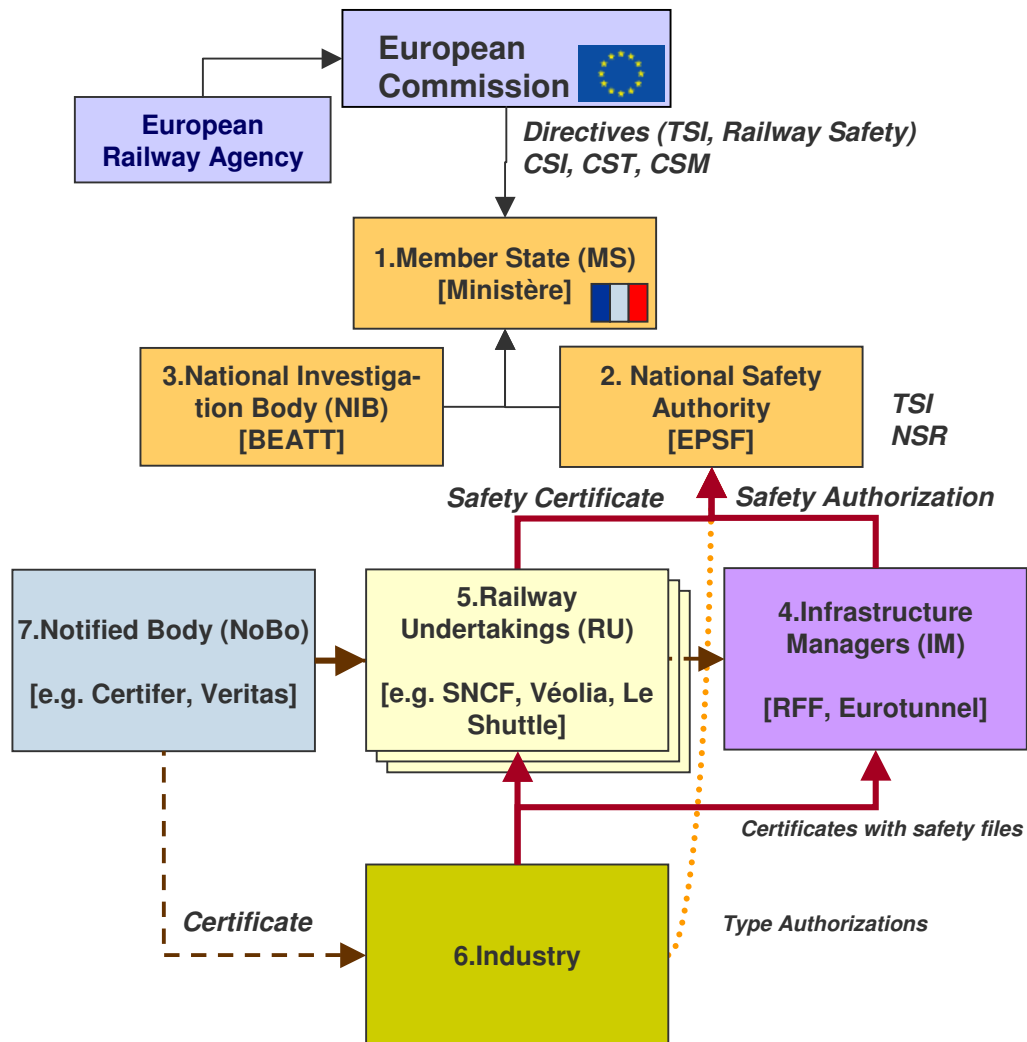 European
Commission
European
Railway Agency
Directives (TSI, Railway Safety)
CSI, CST, CSM
1.Member State (MS)
[Ministère]
3.National Investiga-
tion Body (NIB)
[BEATT]
2. National Safety
Authority
[EPSF]
TSI
NSR
Safety Certificate
Safety Authorization
7.Notified Body (NoBo)
[e.g. Certifer, Veritas]
5.Railway
Undertakings (RU)
[e.g. SNCF, Véolia, Le
Shuttle]
4.Infrastructure
Managers (IM)
[RFF, Eurotunnel]
Certificates with safety files
Certificate
Type Authorizations
6.Industry